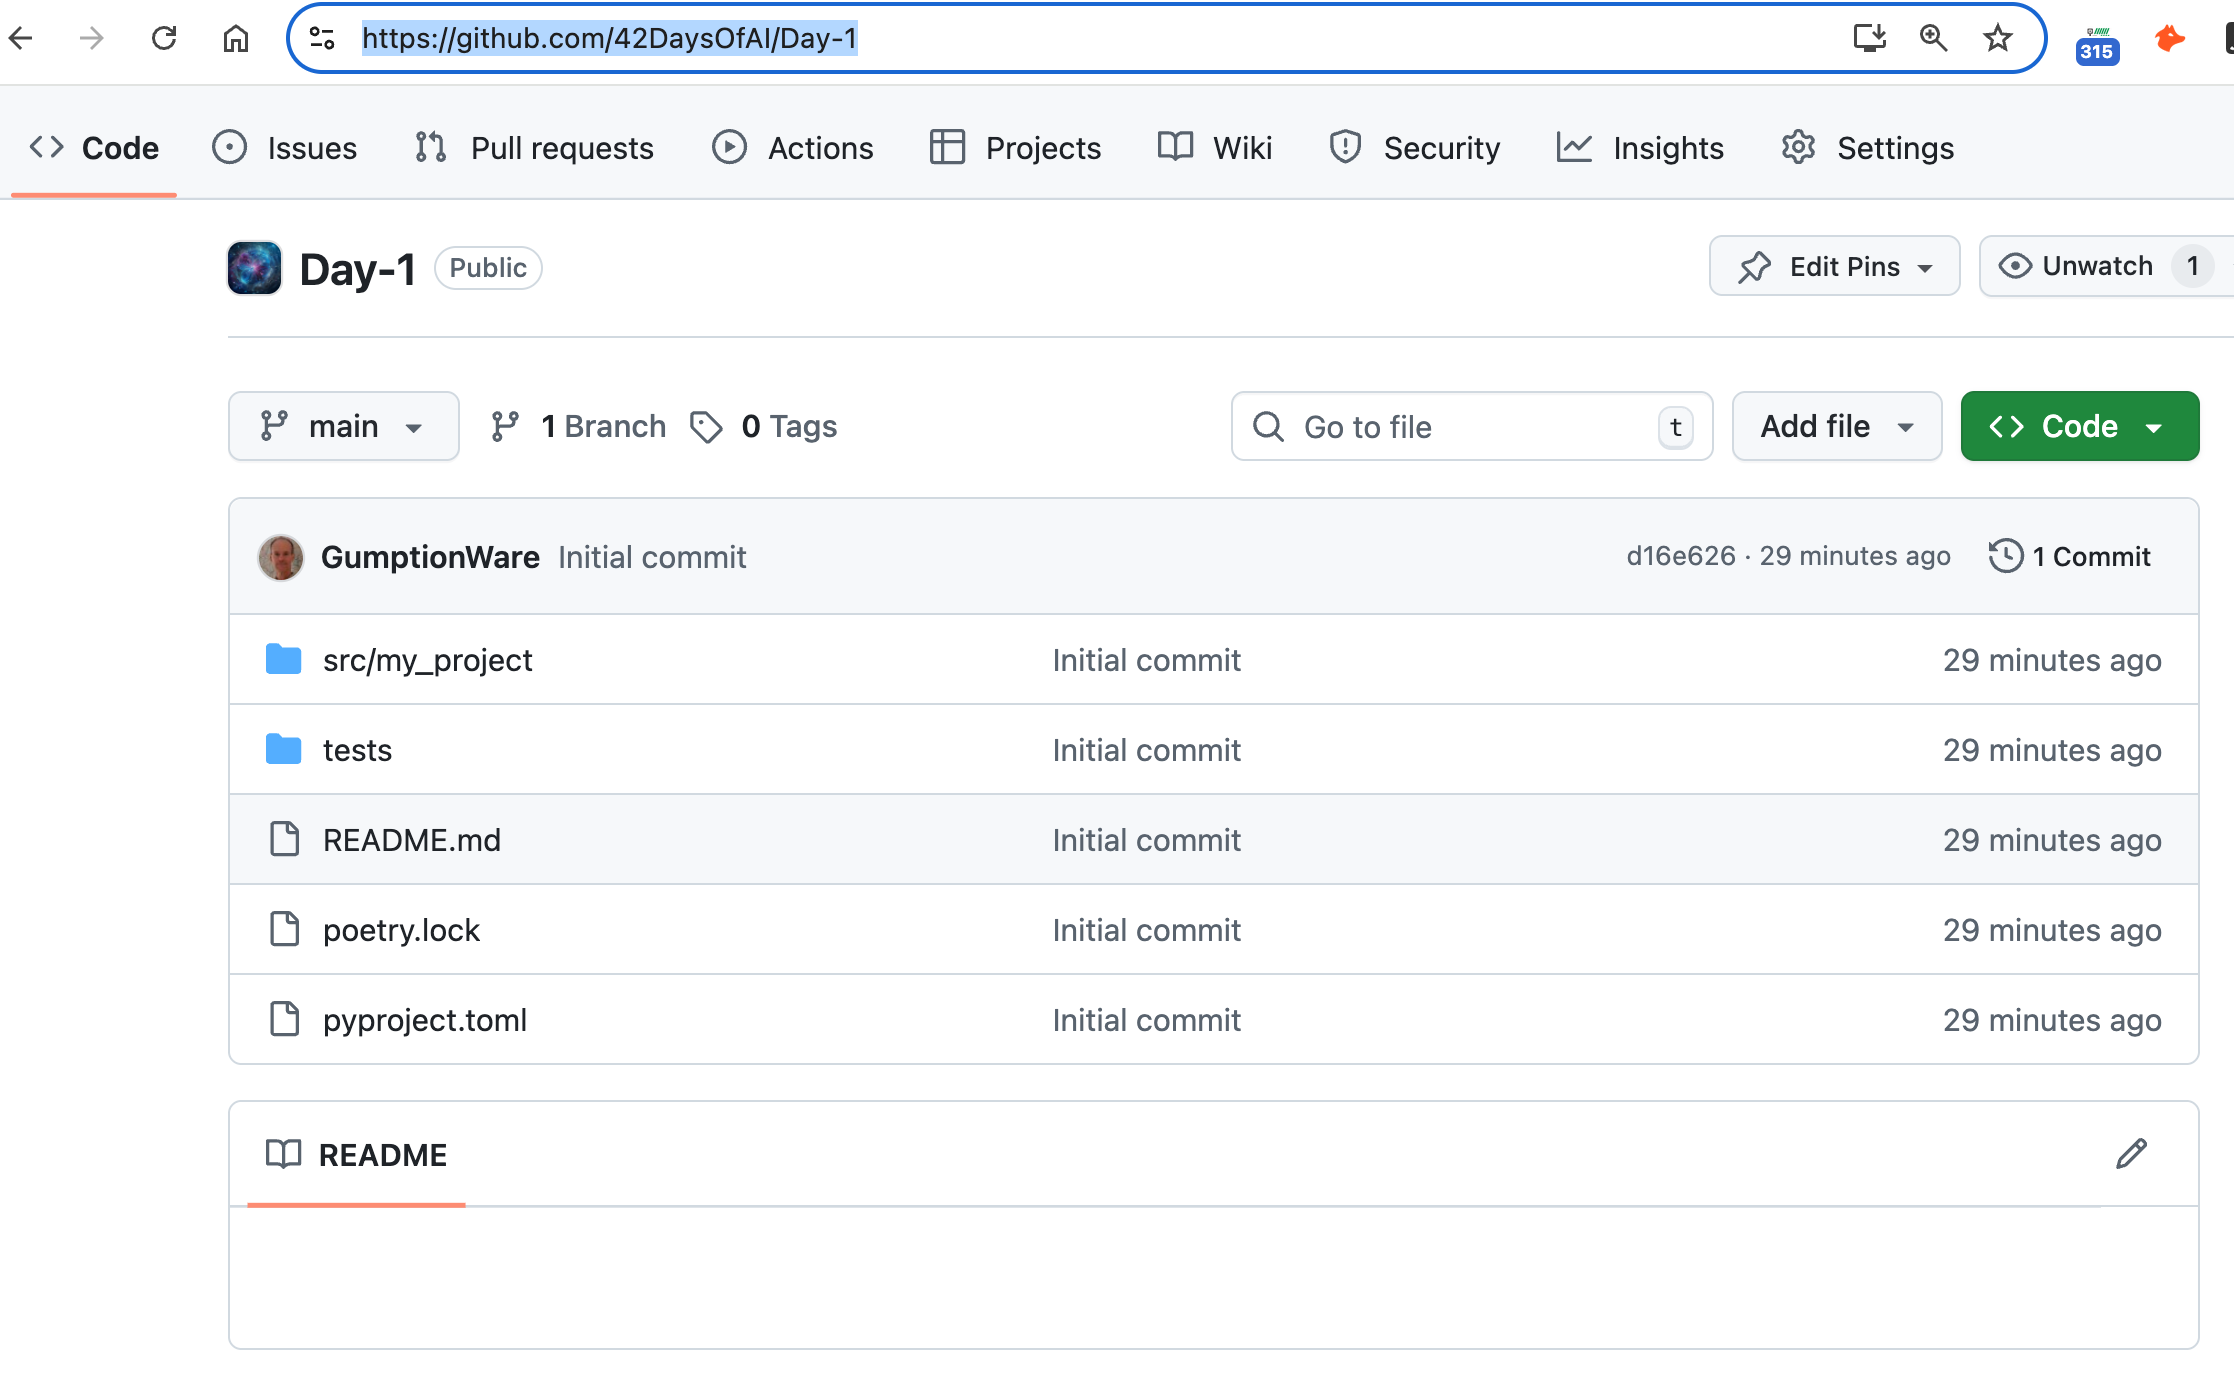 https://github.com/42DaysOfAI/Day-1
315
Code Issues Pull requests Actions Projects Wiki Security Insights Settings
Day-1 Public Edit Pins Unwatch 1
main 1 Branch 0 Tags Go to file t Add file Code
GumptionWare Initial commit d16e626 · 29 minutes ago 1 Commit
src/my_project Initial commit 29 minutes ago
tests Initial commit 29 minutes ago
README.md Initial commit 29 minutes ago
poetry.lock Initial commit 29 minutes ago
pyproject.toml Initial commit 29 minutes ago
README